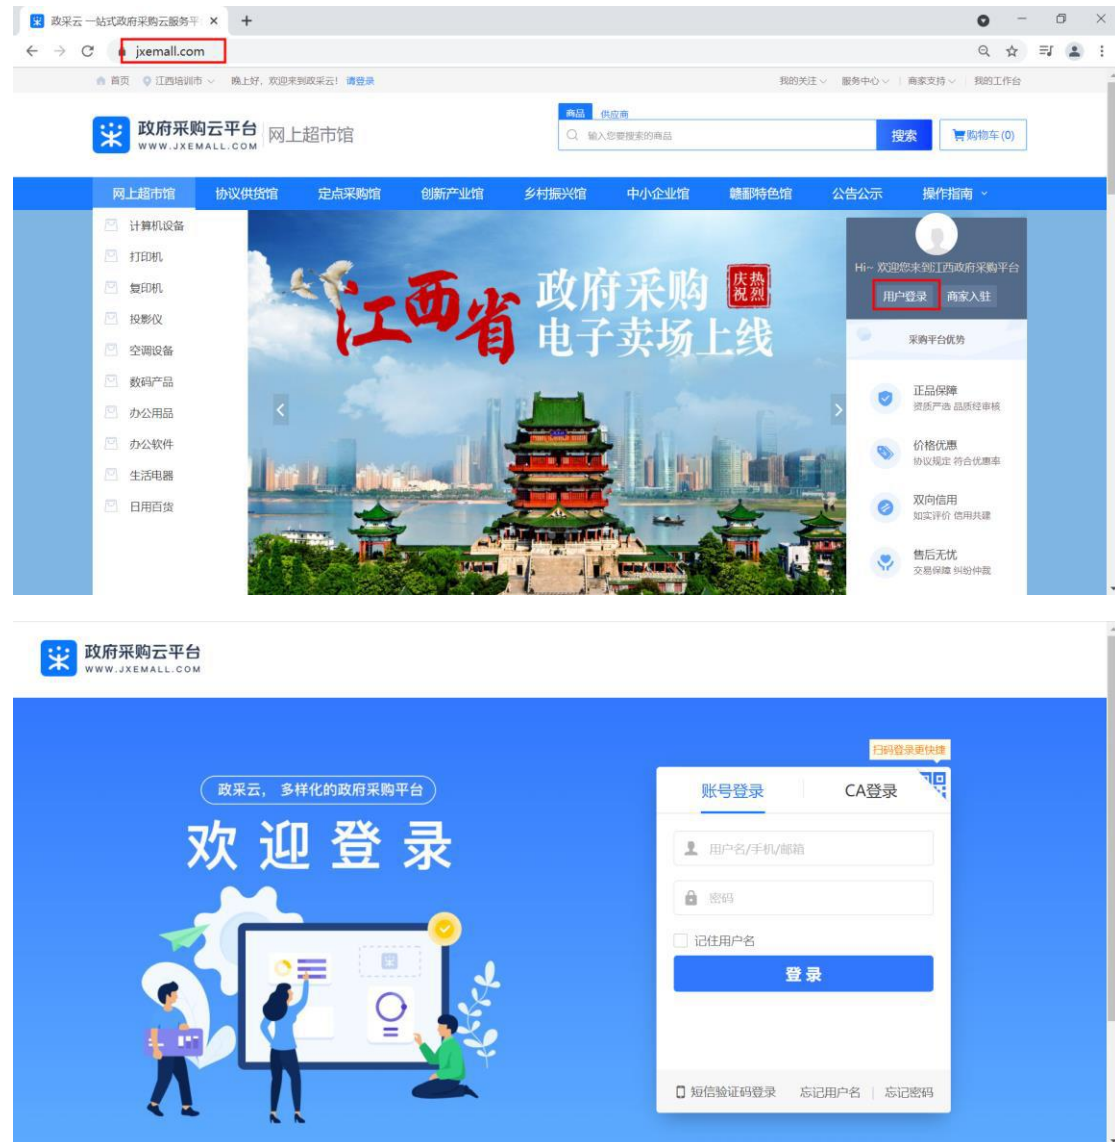 政采云 一站式政府采购云服务平
jxemall.com
首页 江西培训市 晚上好，欢迎来到政采云！ 请登录 我的关注 服务中心 商家支持 我的工作台
政府采购云平台 网上超市馆
WWW.JXEMALL.COM
商品 供应商
输入您要搜索的商品 搜索 购物车(0)
网上超市馆 协议供货馆 定点采购馆 创新产业馆 乡村振兴馆 中小企业馆 赣鄱特色馆 公告公示 操作指南
计算机设备
打印机
复印机
投影仪
空调设备
数码产品
办公用品
办公软件
生活电器
日用百货
江西省
政府采购 热烈庆祝
电子卖场上线
Hi~ 欢迎您来到江西政府采购平台
用户登录 商家入驻
采购平台优势
正品保障
资质严选 品质经审核
价格优惠
协议规定 符合优惠率
双向信用
如实评价 信用共建
售后无忧
交易保障 纠纷仲裁
政府采购云平台
WWW.JXEMALL.COM
政采云，多样化的政府采购平台
欢迎登录
扫码登录更快捷
账号登录 CA登录
用户名/手机/邮箱
密码
记住用户名
登录
短信验证码登录 忘记用户名 忘记密码